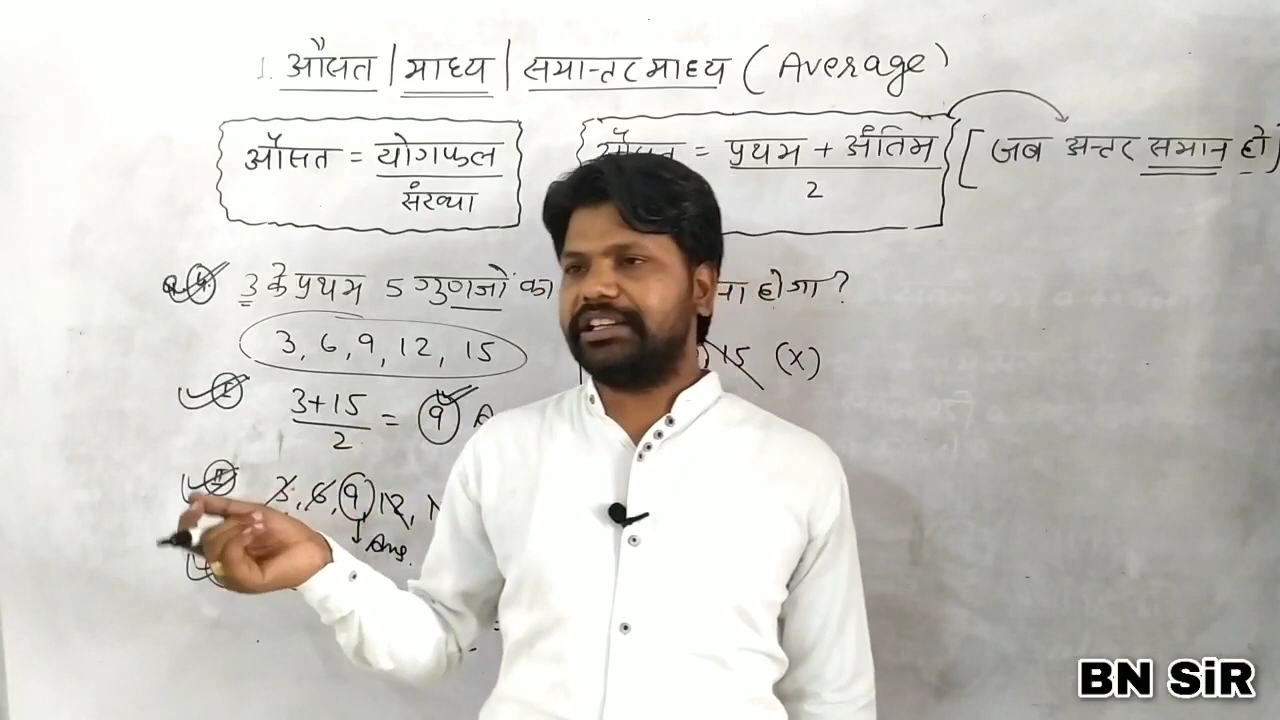 1. औसत | माध्य | समान्तर माध्य ( Average )
औसत = योगफल
संख्या
औसत = प्रथम + अंतिम
2
[ जब अन्तर समान हो
3 के प्रथम 5 गुणजों का
होगा ?
3, 6, 9, 12, 15
15 (x)
3+15
2
= 9
3, 6, 9, 12,
Ans.
BN SiR